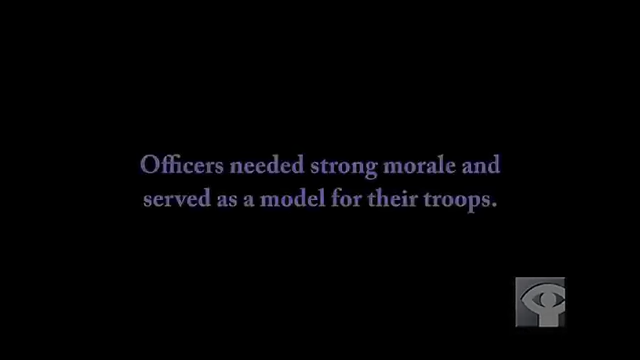 Officers needed strong morale and
served as a model for their troops.